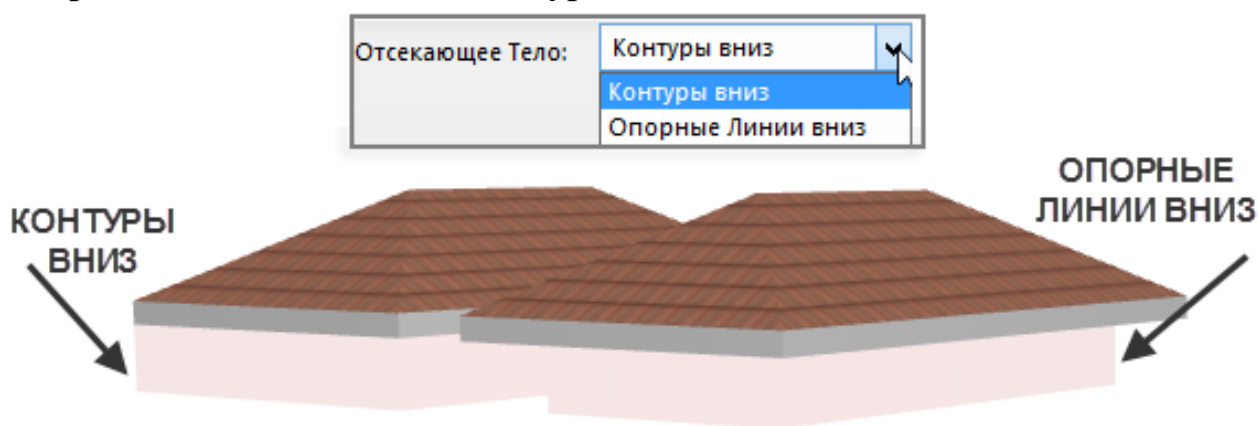 Отсекающее Тело:
Контуры вниз
Контуры вниз
Опорные Линии вниз
КОНТУРЫ
ВНИЗ
ОПОРНЫЕ
ЛИНИИ ВНИЗ